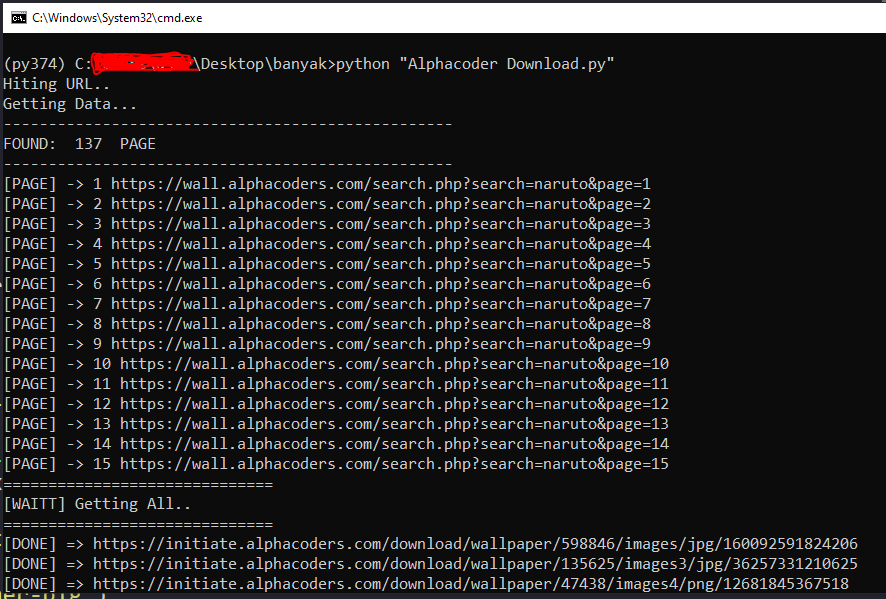 C:\Windows\System32\cmd.exe
(py374) C:\Desktop\banyak>python "Alphacoder Download.py"
Hiting URL..
Getting Data...
--------------------------------------------------
FOUND:  137  PAGE
--------------------------------------------------
[PAGE] -> 1 https://wall.alphacoders.com/search.php?search=naruto&page=1
[PAGE] -> 2 https://wall.alphacoders.com/search.php?search=naruto&page=2
[PAGE] -> 3 https://wall.alphacoders.com/search.php?search=naruto&page=3
[PAGE] -> 4 https://wall.alphacoders.com/search.php?search=naruto&page=4
[PAGE] -> 5 https://wall.alphacoders.com/search.php?search=naruto&page=5
[PAGE] -> 6 https://wall.alphacoders.com/search.php?search=naruto&page=6
[PAGE] -> 7 https://wall.alphacoders.com/search.php?search=naruto&page=7
[PAGE] -> 8 https://wall.alphacoders.com/search.php?search=naruto&page=8
[PAGE] -> 9 https://wall.alphacoders.com/search.php?search=naruto&page=9
[PAGE] -> 10 https://wall.alphacoders.com/search.php?search=naruto&page=10
[PAGE] -> 11 https://wall.alphacoders.com/search.php?search=naruto&page=11
[PAGE] -> 12 https://wall.alphacoders.com/search.php?search=naruto&page=12
[PAGE] -> 13 https://wall.alphacoders.com/search.php?search=naruto&page=13
[PAGE] -> 14 https://wall.alphacoders.com/search.php?search=naruto&page=14
[PAGE] -> 15 https://wall.alphacoders.com/search.php?search=naruto&page=15
==============================
[WAITT] Getting All..
==============================
[DONE] => https://initiate.alphacoders.com/download/wallpaper/598846/images/jpg/160092591824206
[DONE] => https://initiate.alphacoders.com/download/wallpaper/135625/images3/jpg/36257331210625
[DONE] => https://initiate.alphacoders.com/download/wallpaper/47438/images4/png/12681845367518